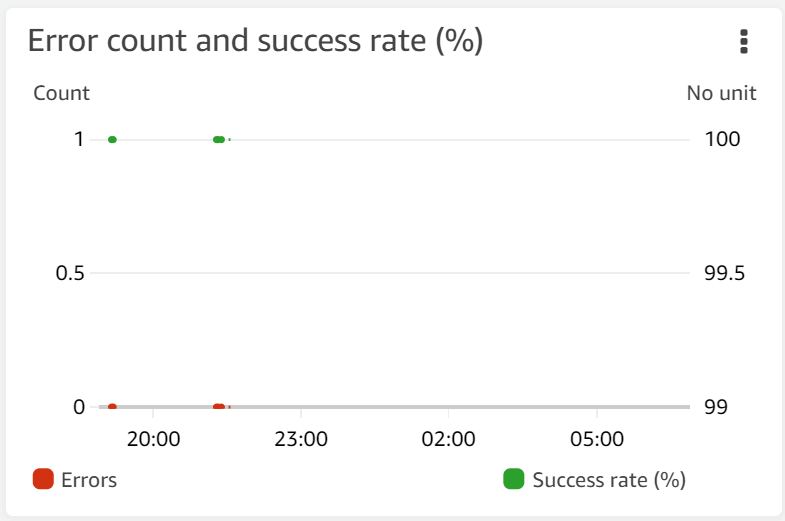 Error count and success rate (%)
Count
No unit
1
100
0.5
99.5
0
99
20:00
23:00
02:00
05:00
Errors
Success rate (%)